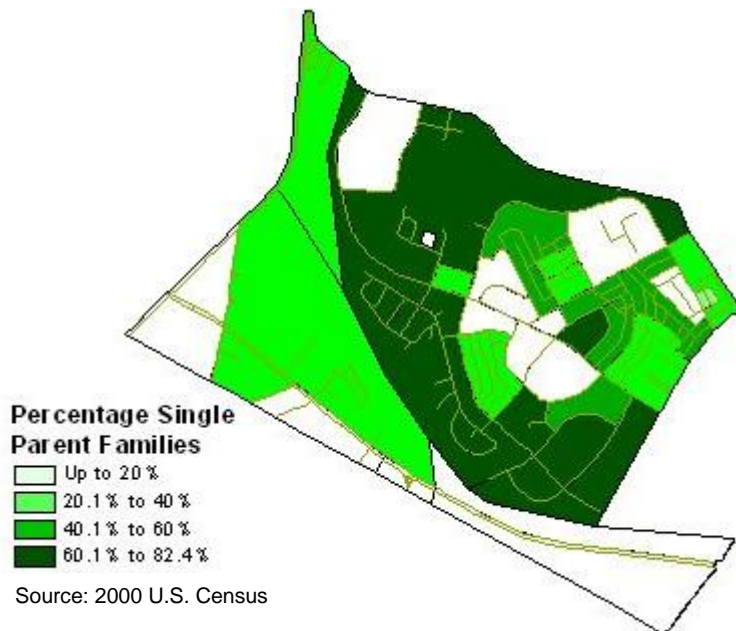 Percentage Single
Parent Families
Up to 20 %
20.1 % to 40 %
40.1 % to 60 %
60.1 % to 82.4 %
Source: 2000 U.S. Census